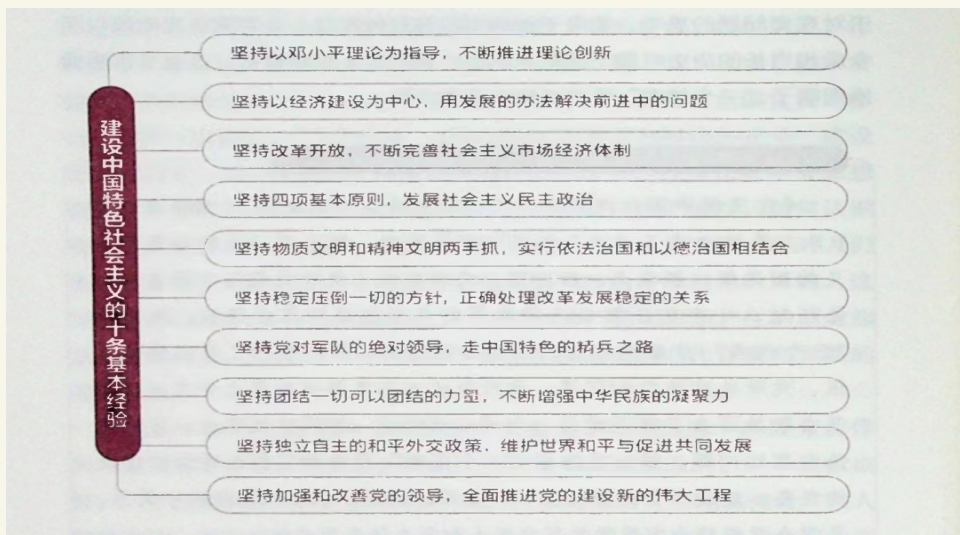 建设中国特色社会主义的十条基本经验
坚持以邓小平理论为指导，不断推进理论创新
坚持以经济建设为中心，用发展的办法解决前进中的问题
坚持改革开放，不断完善社会主义市场经济体制
坚持四项基本原则，发展社会主义民主政治
坚持物质文明和精神文明两手抓，实行依法治国和以德治国相结合
坚持稳定压倒一切的方针，正确处理改革发展稳定的关系
坚持党对军队的绝对领导，走中国特色的精兵之路
坚持团结一切可以团结的力量，不断增强中华民族的凝聚力
坚持独立自主的和平外交政策，维护世界和平与促进共同发展
坚持加强和改善党的领导，全面推进党的建设新的伟大工程